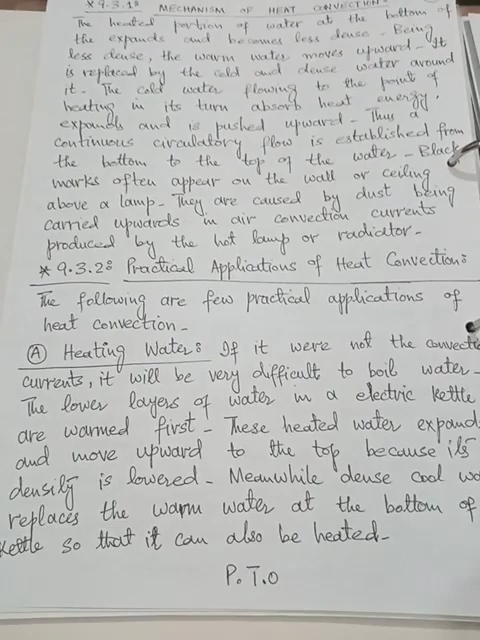 * 9.3.1: MECHANISM OF HEAT CONVECTION:
The heated portion of water at the bottom of
the expands and becomes less dense - Being
less dense, the warm water moves upward - It
is replaced by the cold and dense water around
it - The cold water flowing to the point of
heating in its turn absorb heat energy,
expands and is pushed upward - Thus a
continuous circulatory flow is established from
the bottom to the top of the water - Black
marks often appear on the wall or ceiling
above a lamp - They are caused by dust being
carried upwards in air convection currents
produced by the hot lamp or radiator -
* 9.3.2: Practical Applications of Heat Convection:
The following are few practical applications of
heat convection -
(A) Heating Water: If it were not the convecti
currents, it will be very difficult to boil water -
The lower layers of water in a electric kettle
are warmed first - These heated water expand
and move upward to the top because its
density is lowered - Meanwhile dense cool wa
replaces the warm water at the bottom of
kettle so that it can also be heated -
P.T.O